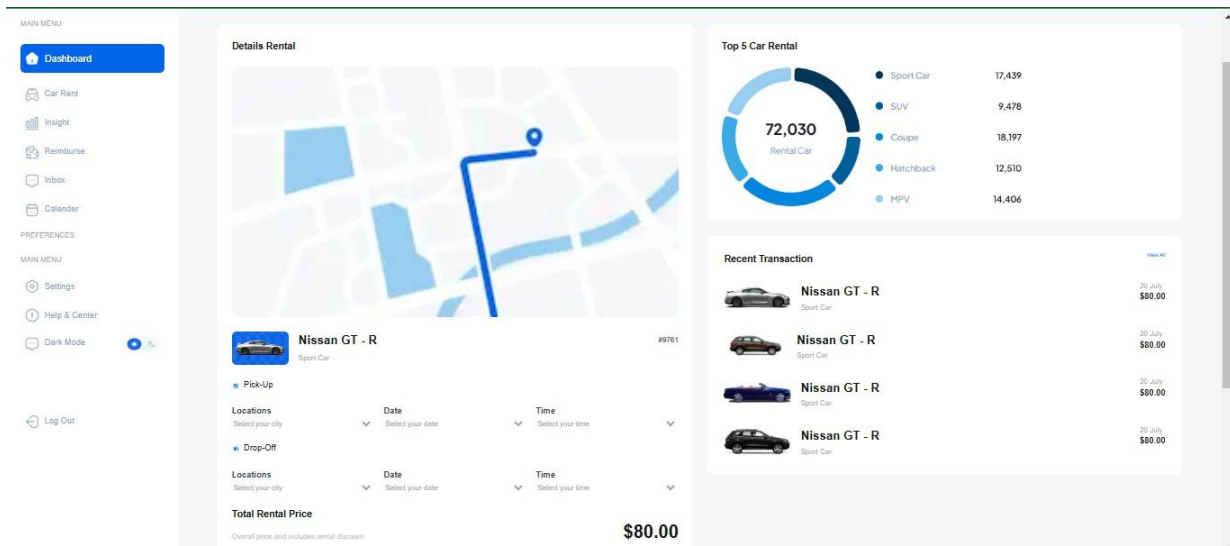 MAIN MENU
Dashboard
Car Rent
Insight
Reimburse
Inbox
Calender
PREFERENCES
MAIN MENU
Settings
Help & Center
Dark Mode
Log Out
Details Rental
Nissan GT - R
#9761
Sport Car
Pick-Up
Locations Date Time
Select your city Select your date Select your time
Drop-Off
Locations Date Time
Select your city Select your date Select your time
Total Rental Price
Overall price and includes rental discount
$80.00
Top 5 Car Rental
72,030
Rental Car
Sport Car 17,439
SUV 9,478
Coupe 18,197
Hatchback 12,510
MPV 14,406
Recent Transaction
View All
Nissan GT - R
Sport Car
20 July
$80.00
Nissan GT - R
Sport Car
20 July
$80.00
Nissan GT - R
Sport Car
20 July
$80.00
Nissan GT - R
Sport Car
20 July
$80.00